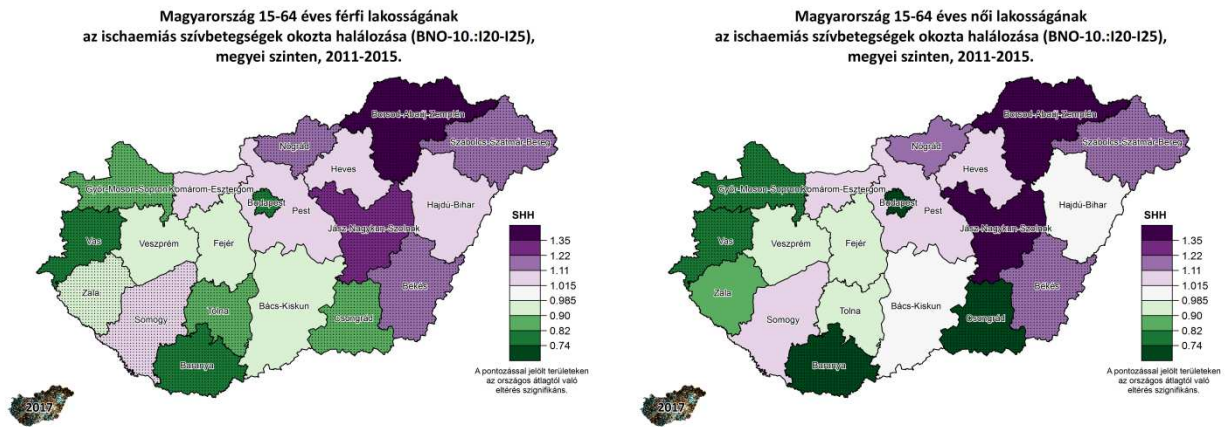 Magyarország 15-64 éves férfi lakosságának
az ischaemiás szívbetegségek okozta halálozása (BNO-10.:I20-I25),
megyei szinten, 2011-2015.
Borsod-Abaúj-Zemplén
Szabolcs-Szatmár-Bereg
Nógrád
Heves
Győr-Moson-Sopron
Komárom-Esztergom
Budapest
Pest
Hajdú-Bihar
Jász-Nagykun-Szolnok
Vas
Veszprém
Fejér
Zala
Somogy
Tolna
Bács-Kiskun
Békés
Csongrád
Baranya
SHH
1.35
1.22
1.11
1.015
0.985
0.90
0.82
0.74
A pontozással jelölt területeken
az országos átlagtól való
eltérés szignifikáns.
2017
Magyarország 15-64 éves női lakosságának
az ischaemiás szívbetegségek okozta halálozása (BNO-10.:I20-I25),
megyei szinten, 2011-2015.
Borsod-Abaúj-Zemplén
Szabolcs-Szatmár-Bereg
Nógrád
Heves
Győr-Moson-Sopron
Komárom-Esztergom
Budapest
Pest
Hajdú-Bihar
Jász-Nagykun-Szolnok
Vas
Veszprém
Fejér
Zala
Somogy
Tolna
Bács-Kiskun
Békés
Csongrád
Baranya
SHH
1.35
1.22
1.11
1.015
0.985
0.90
0.82
0.74
A pontozással jelölt területeken
az országos átlagtól való
eltérés szignifikáns.
2017